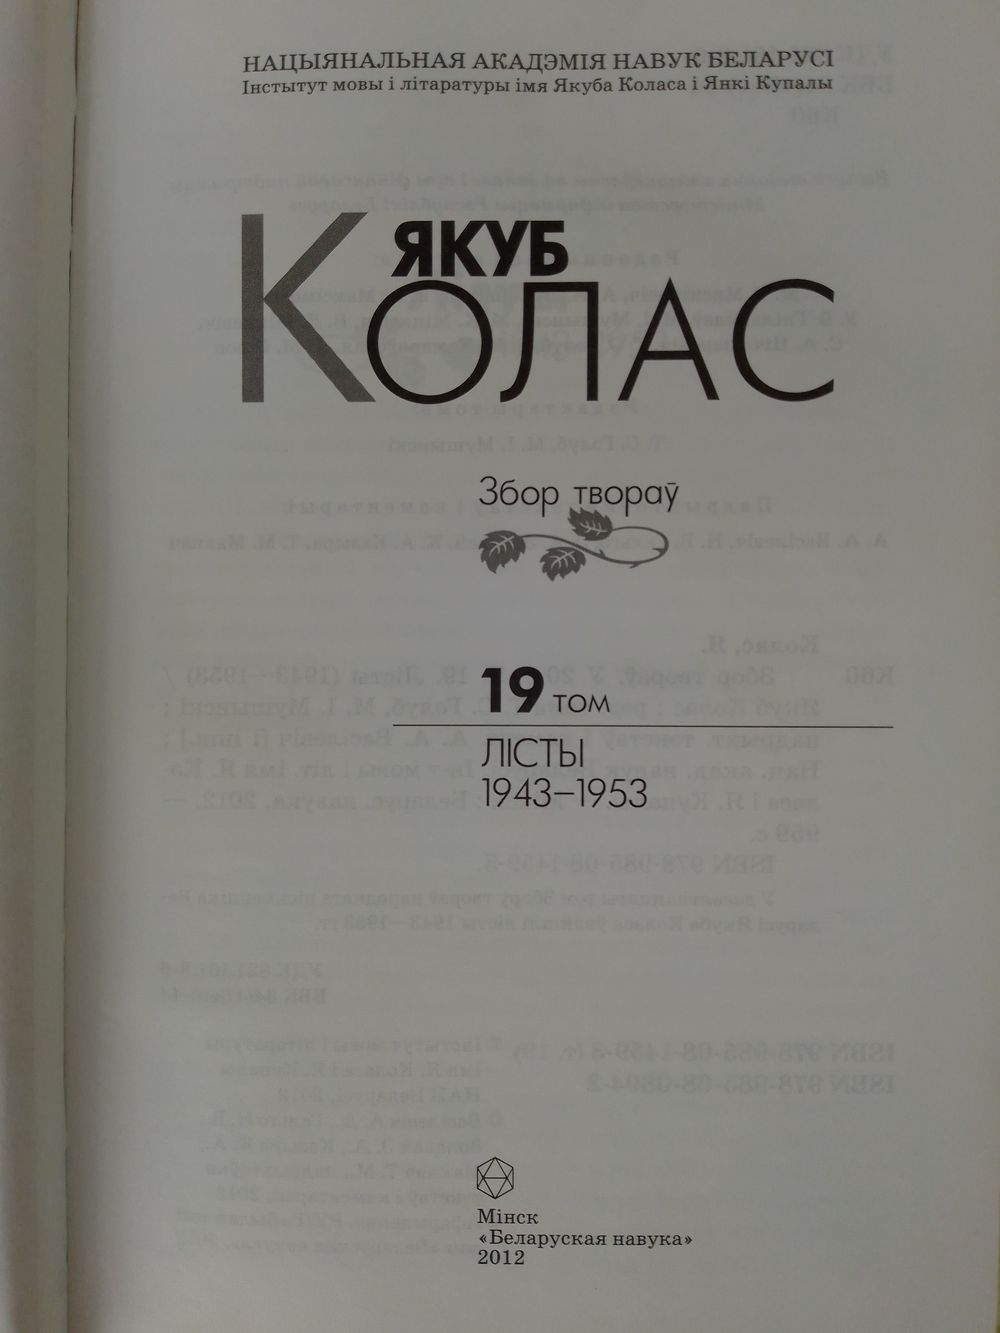 НАЦЫЯНАЛЬНАЯ АКАДЭМІЯ НАВУК БЕЛАРУСІ
Інстытут мовы і літаратуры імя Якуба Коласа і Янкі Купалы
ЯКУБ
КОЛАС
Збор твораў
19 том
ЛІСТЫ
1943–1953
Мінск
«Беларуская навука»
2012